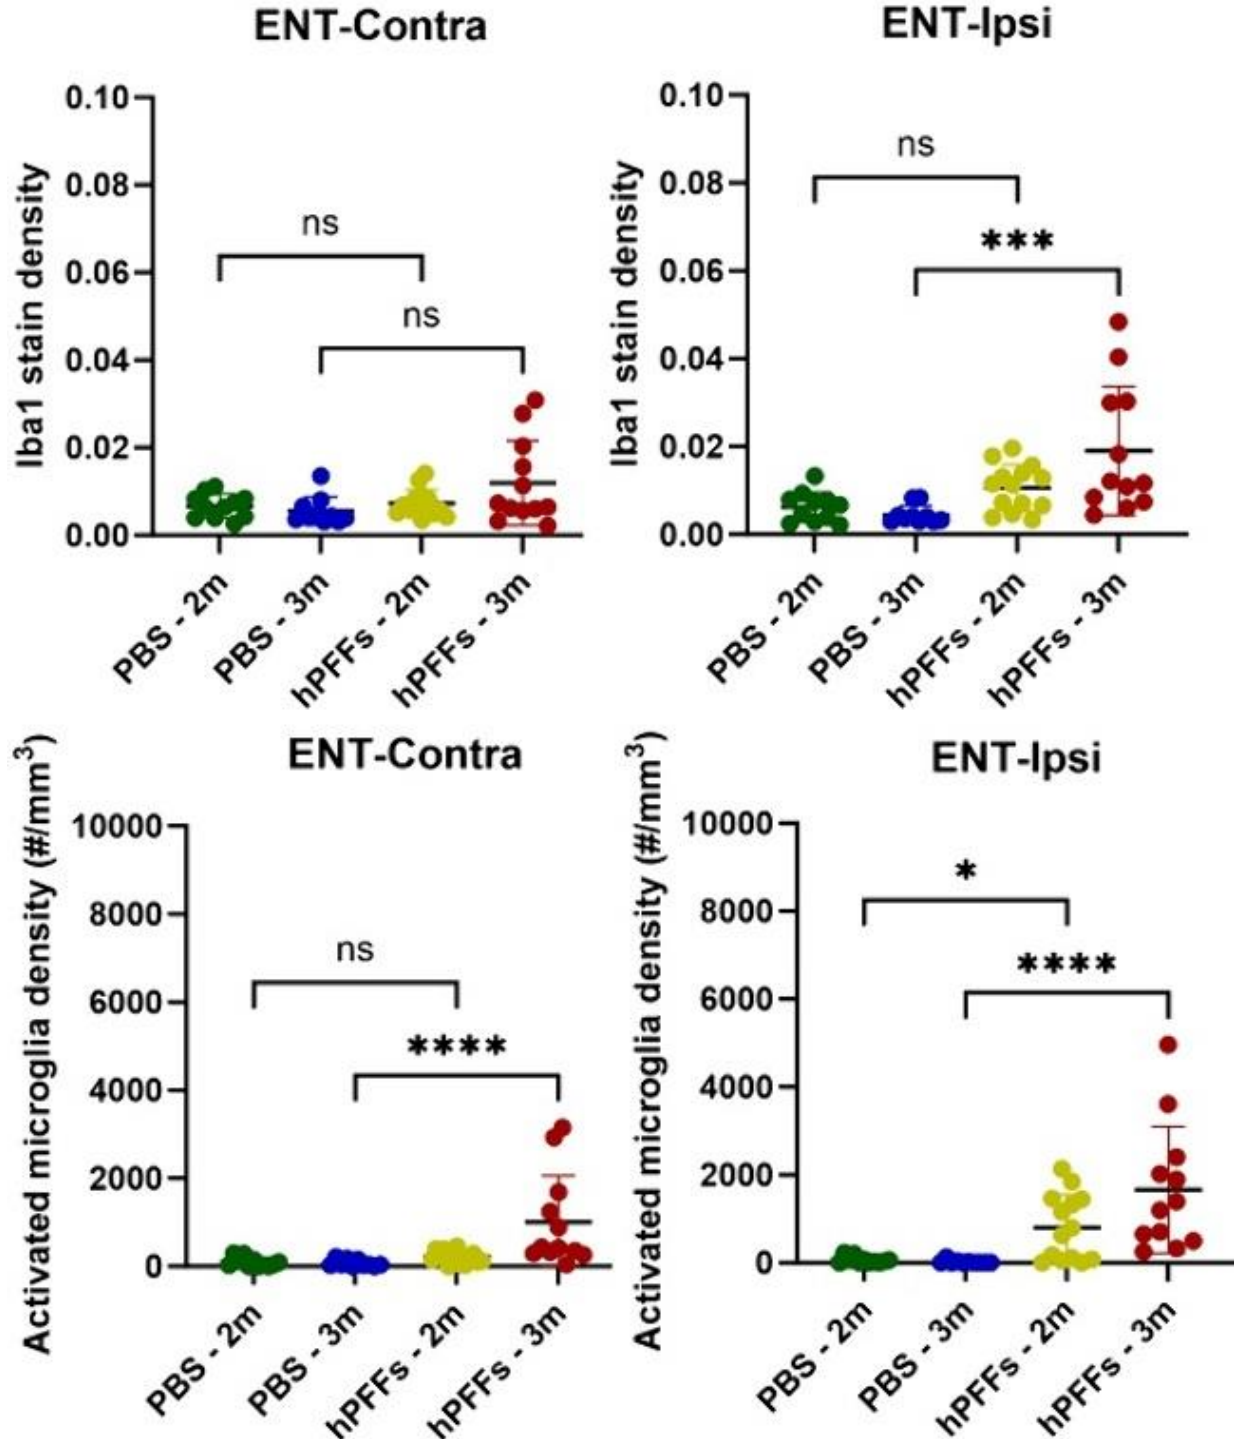 ENT-Contra
Iba1 stain density
0.10
0.08
0.06
0.04
0.02
0.00
ns
ns
PBS - 2m
PBS - 3m
hPFFs - 2m
hPFFs - 3m
ENT-Ipsi
Iba1 stain density
0.10
0.08
0.06
0.04
0.02
0.00
ns
***
PBS - 2m
PBS - 3m
hPFFs - 2m
hPFFs - 3m
ENT-Contra
Activated microglia density (#/mm³)
10000
8000
6000
4000
2000
0
ns
****
PBS - 2m
PBS - 3m
hPFFs - 2m
hPFFs - 3m
ENT-Ipsi
Activated microglia density (#/mm³)
10000
8000
6000
4000
2000
0
*
****
PBS - 2m
PBS - 3m
hPFFs - 2m
hPFFs - 3m